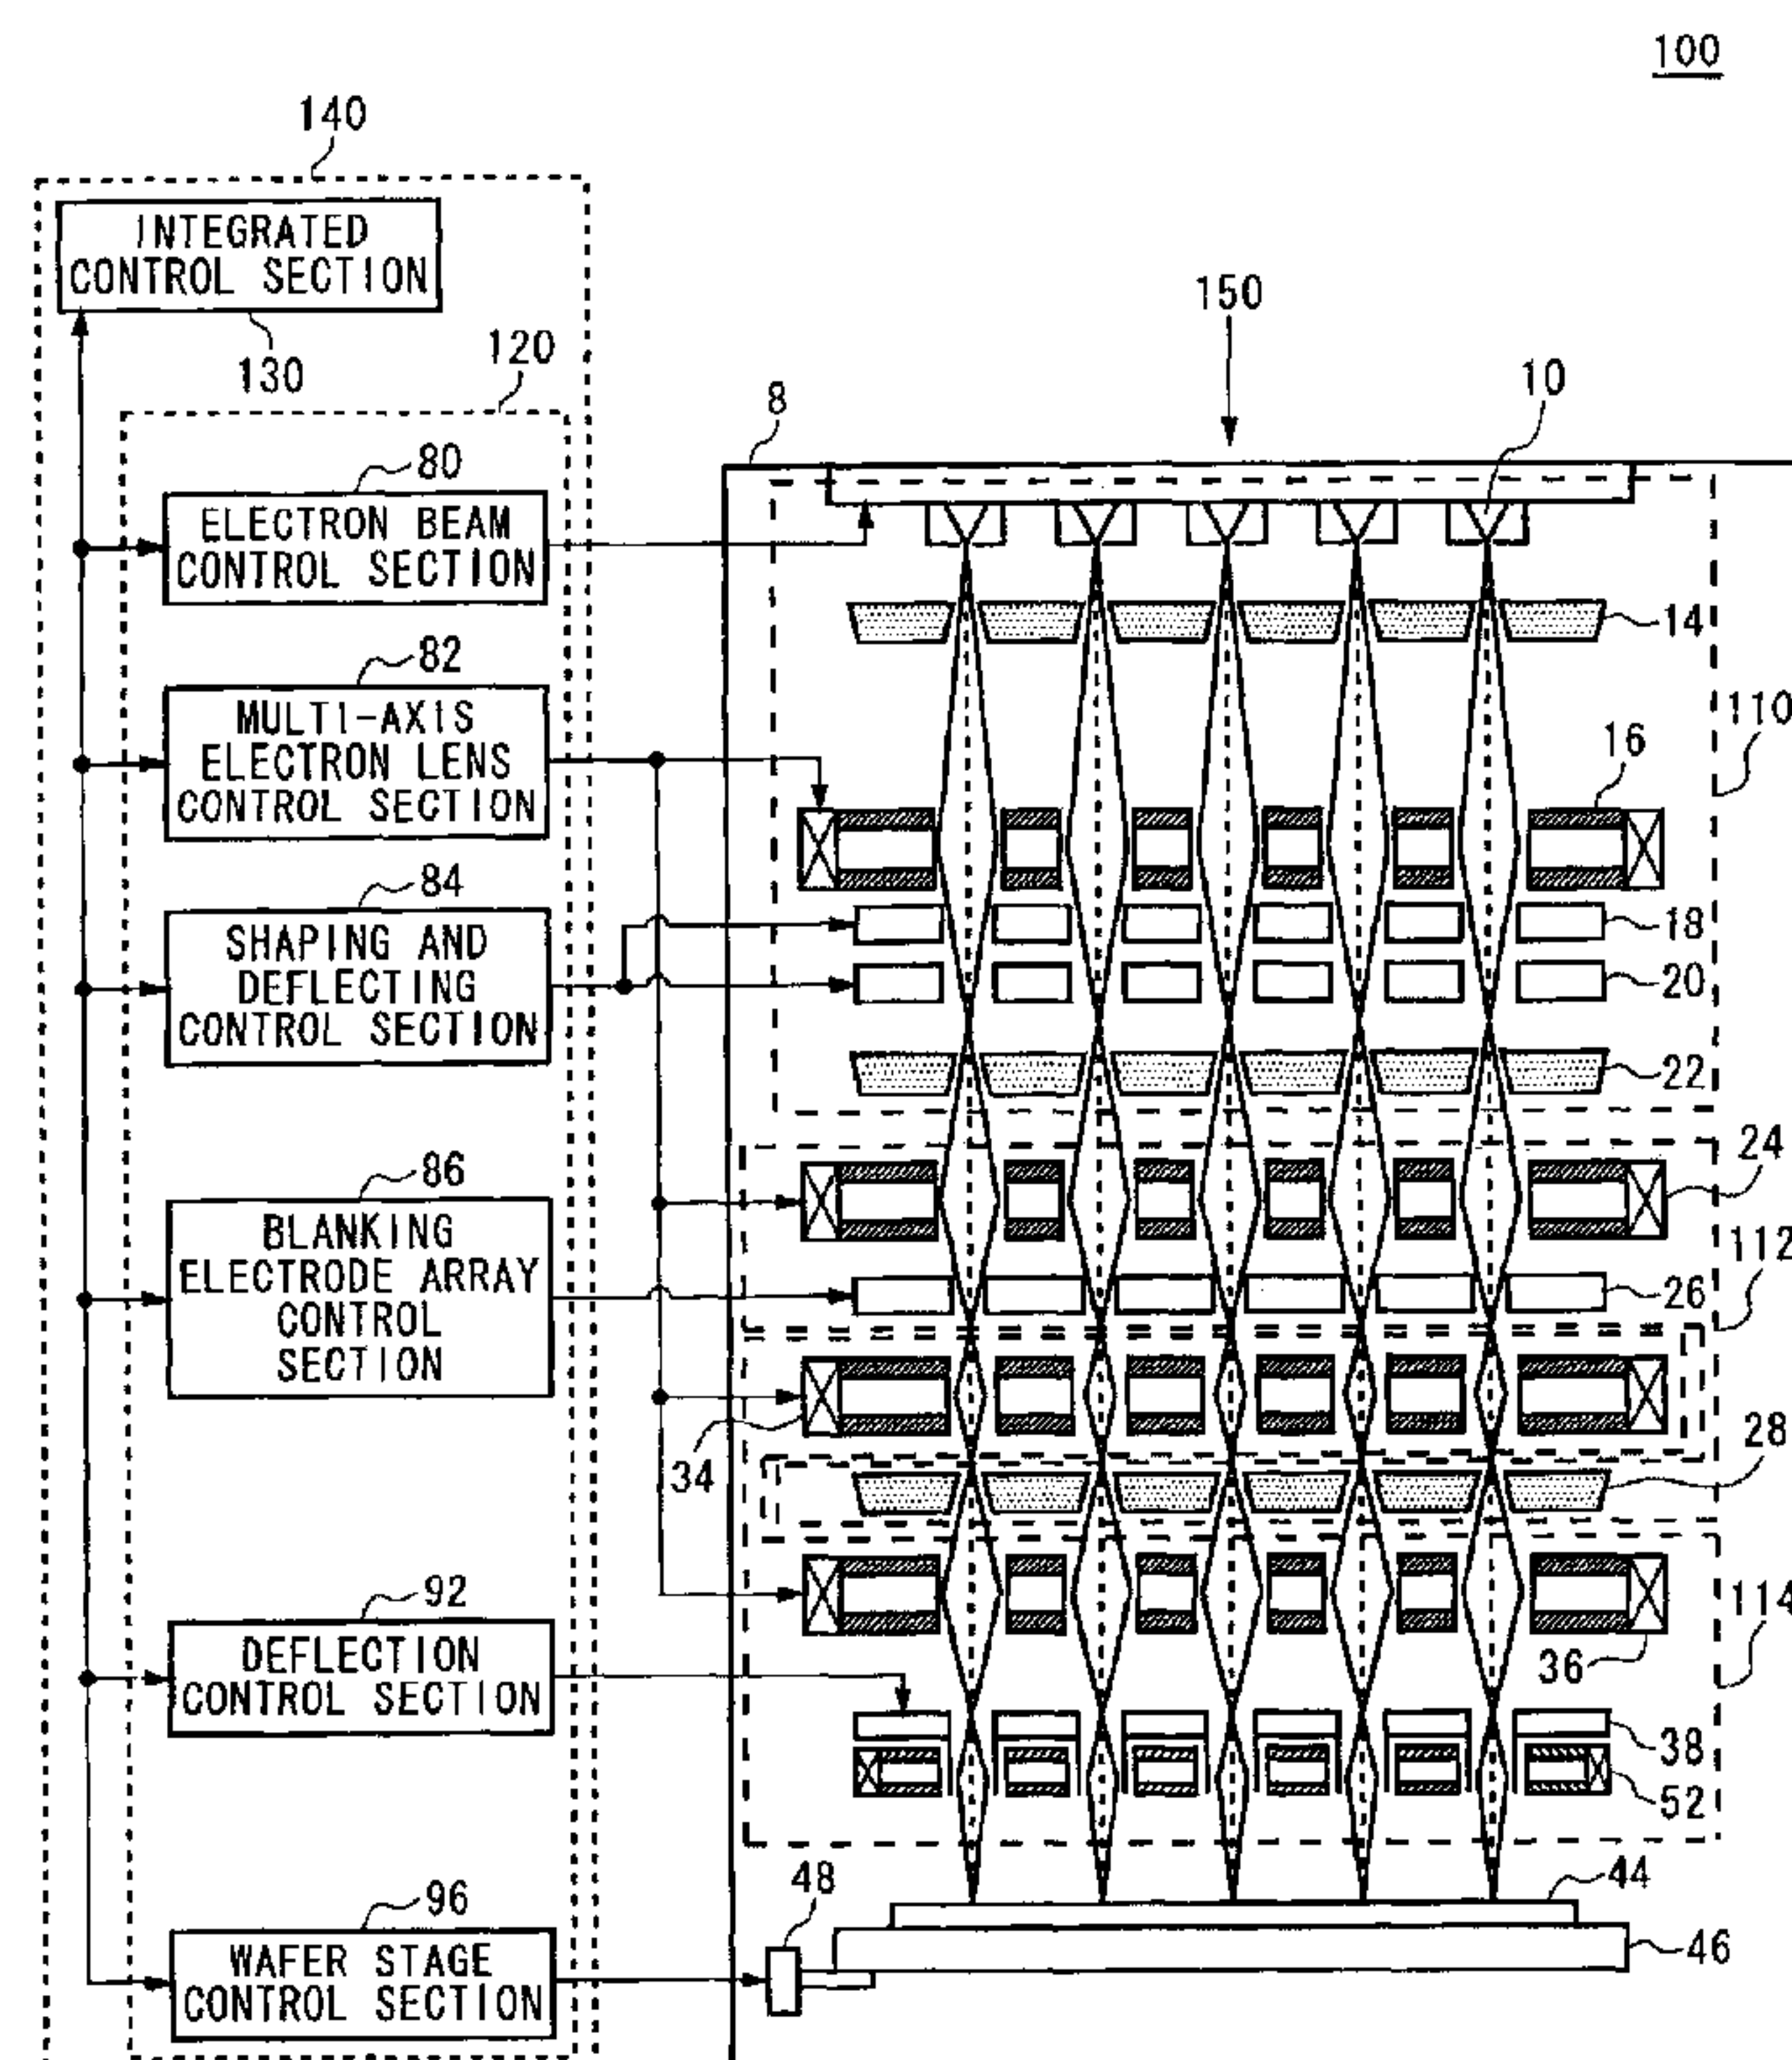 100
140
INTEGRATED
CONTROL SECTION
130
120
150
8
10
80
ELECTRON BEAM
CONTROL SECTION
14
82
MULTI-AXIS
ELECTRON LENS
CONTROL SECTION
110
16
84
SHAPING AND
DEFLECTING
CONTROL SECTION
18
20
22
24
86
BLANKING
ELECTRODE ARRAY
CONTROL
SECTION
112
26
34
28
92
DEFLECTION
CONTROL SECTION
114
36
38
52
48
44
96
WAFER STAGE
CONTROL SECTION
46